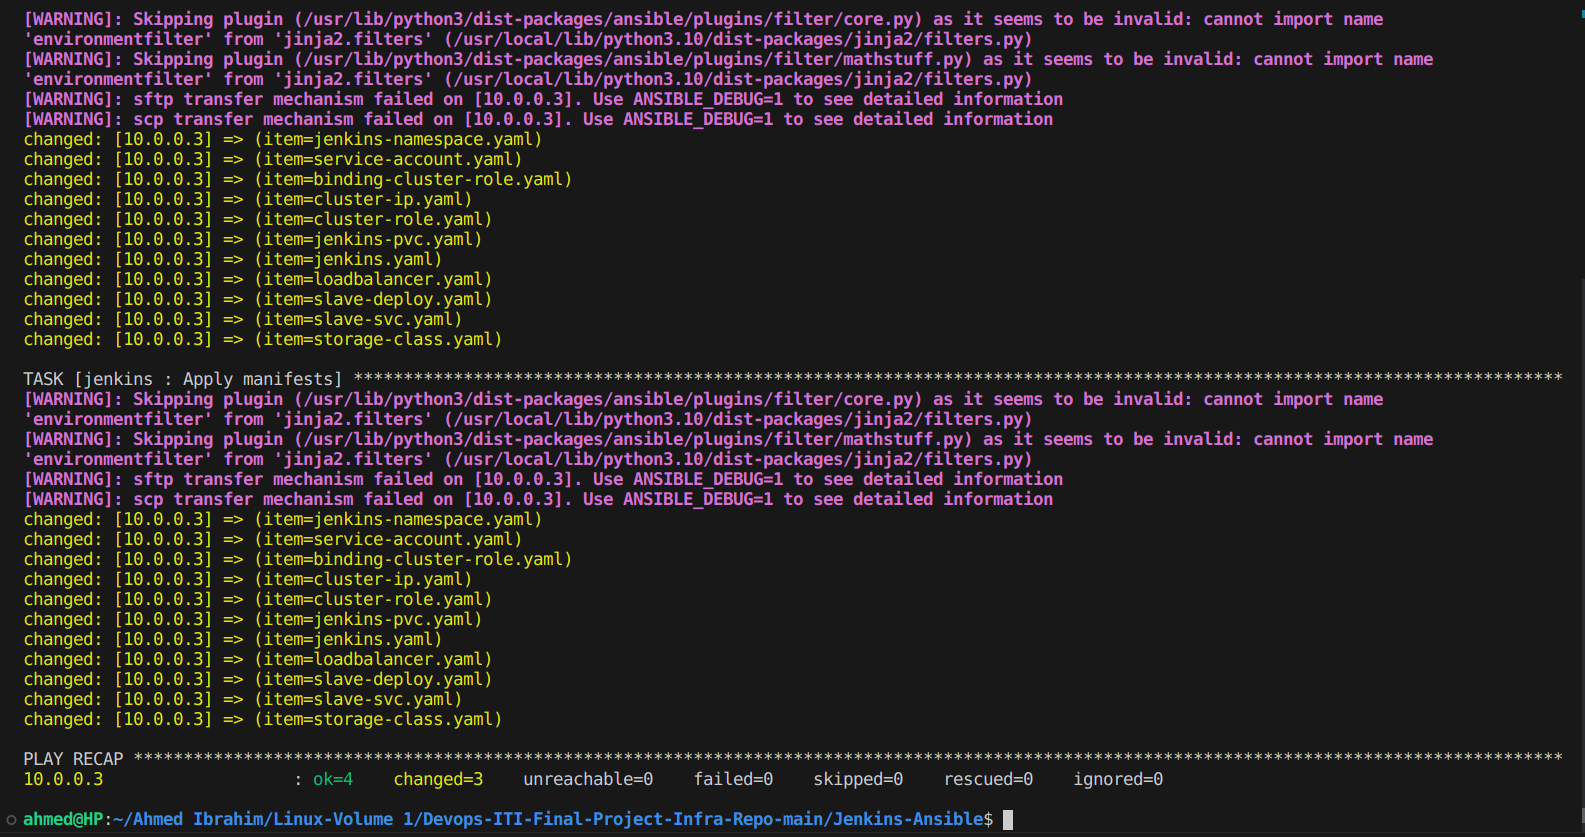 [WARNING]: Skipping plugin (/usr/lib/python3/dist-packages/ansible/plugins/filter/core.py) as it seems to be invalid: cannot import name
'environmentfilter' from 'jinja2.filters' (/usr/local/lib/python3.10/dist-packages/jinja2/filters.py)
[WARNING]: Skipping plugin (/usr/lib/python3/dist-packages/ansible/plugins/filter/mathstuff.py) as it seems to be invalid: cannot import name
'environmentfilter' from 'jinja2.filters' (/usr/local/lib/python3.10/dist-packages/jinja2/filters.py)
[WARNING]: sftp transfer mechanism failed on [10.0.0.3]. Use ANSIBLE_DEBUG=1 to see detailed information
[WARNING]: scp transfer mechanism failed on [10.0.0.3]. Use ANSIBLE_DEBUG=1 to see detailed information
changed: [10.0.0.3] => (item=jenkins-namespace.yaml)
changed: [10.0.0.3] => (item=service-account.yaml)
changed: [10.0.0.3] => (item=binding-cluster-role.yaml)
changed: [10.0.0.3] => (item=cluster-ip.yaml)
changed: [10.0.0.3] => (item=cluster-role.yaml)
changed: [10.0.0.3] => (item=jenkins-pvc.yaml)
changed: [10.0.0.3] => (item=jenkins.yaml)
changed: [10.0.0.3] => (item=loadbalancer.yaml)
changed: [10.0.0.3] => (item=slave-deploy.yaml)
changed: [10.0.0.3] => (item=slave-svc.yaml)
changed: [10.0.0.3] => (item=storage-class.yaml)
TASK [jenkins : Apply manifests] *************************************************************************************************************************
[WARNING]: Skipping plugin (/usr/lib/python3/dist-packages/ansible/plugins/filter/core.py) as it seems to be invalid: cannot import name
'environmentfilter' from 'jinja2.filters' (/usr/local/lib/python3.10/dist-packages/jinja2/filters.py)
[WARNING]: Skipping plugin (/usr/lib/python3/dist-packages/ansible/plugins/filter/mathstuff.py) as it seems to be invalid: cannot import name
'environmentfilter' from 'jinja2.filters' (/usr/local/lib/python3.10/dist-packages/jinja2/filters.py)
[WARNING]: sftp transfer mechanism failed on [10.0.0.3]. Use ANSIBLE_DEBUG=1 to see detailed information
[WARNING]: scp transfer mechanism failed on [10.0.0.3]. Use ANSIBLE_DEBUG=1 to see detailed information
changed: [10.0.0.3] => (item=jenkins-namespace.yaml)
changed: [10.0.0.3] => (item=service-account.yaml)
changed: [10.0.0.3] => (item=binding-cluster-role.yaml)
changed: [10.0.0.3] => (item=cluster-ip.yaml)
changed: [10.0.0.3] => (item=cluster-role.yaml)
changed: [10.0.0.3] => (item=jenkins-pvc.yaml)
changed: [10.0.0.3] => (item=jenkins.yaml)
changed: [10.0.0.3] => (item=loadbalancer.yaml)
changed: [10.0.0.3] => (item=slave-deploy.yaml)
changed: [10.0.0.3] => (item=slave-svc.yaml)
changed: [10.0.0.3] => (item=storage-class.yaml)
PLAY RECAP ***********************************************************************************************************************************************
10.0.0.3                   : ok=4    changed=3    unreachable=0    failed=0    skipped=0    rescued=0    ignored=0
ahmed@HP:~/Ahmed Ibrahim/Linux-Volume 1/Devops-ITI-Final-Project-Infra-Repo-main/Jenkins-Ansible$